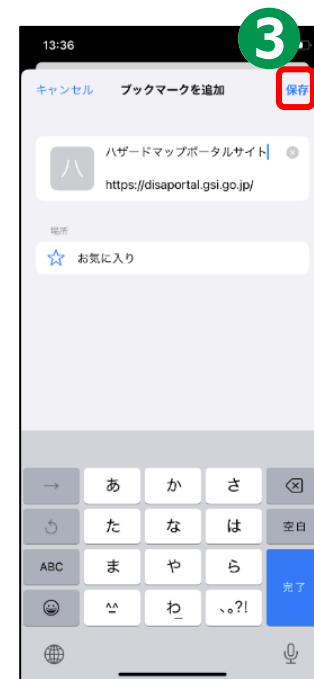 13:36
3
キャンセル ブックマークを追加 保存
ハ
ハザードマップポータルサイト
https://disaportal.gsi.go.jp/
場所
お気に入り
→ あ か さ
た な は 空白
ABC ま や ら
^^ わ_ 、。?! 完了